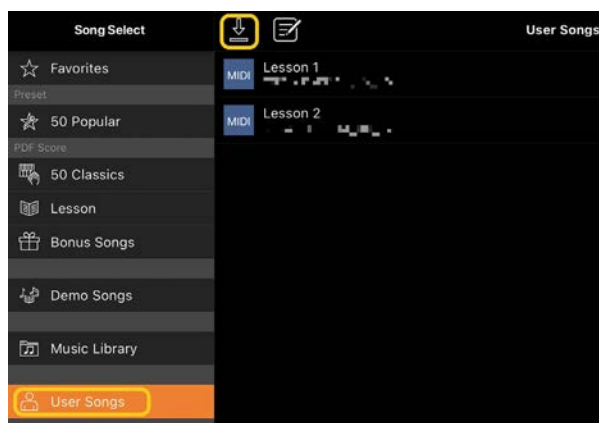 Song Select
User Songs
Favorites
Preset
50 Popular
PDF Score
50 Classics
Lesson
Bonus Songs
Demo Songs
Music Library
User Songs
MIDI Lesson 1
MIDI Lesson 2